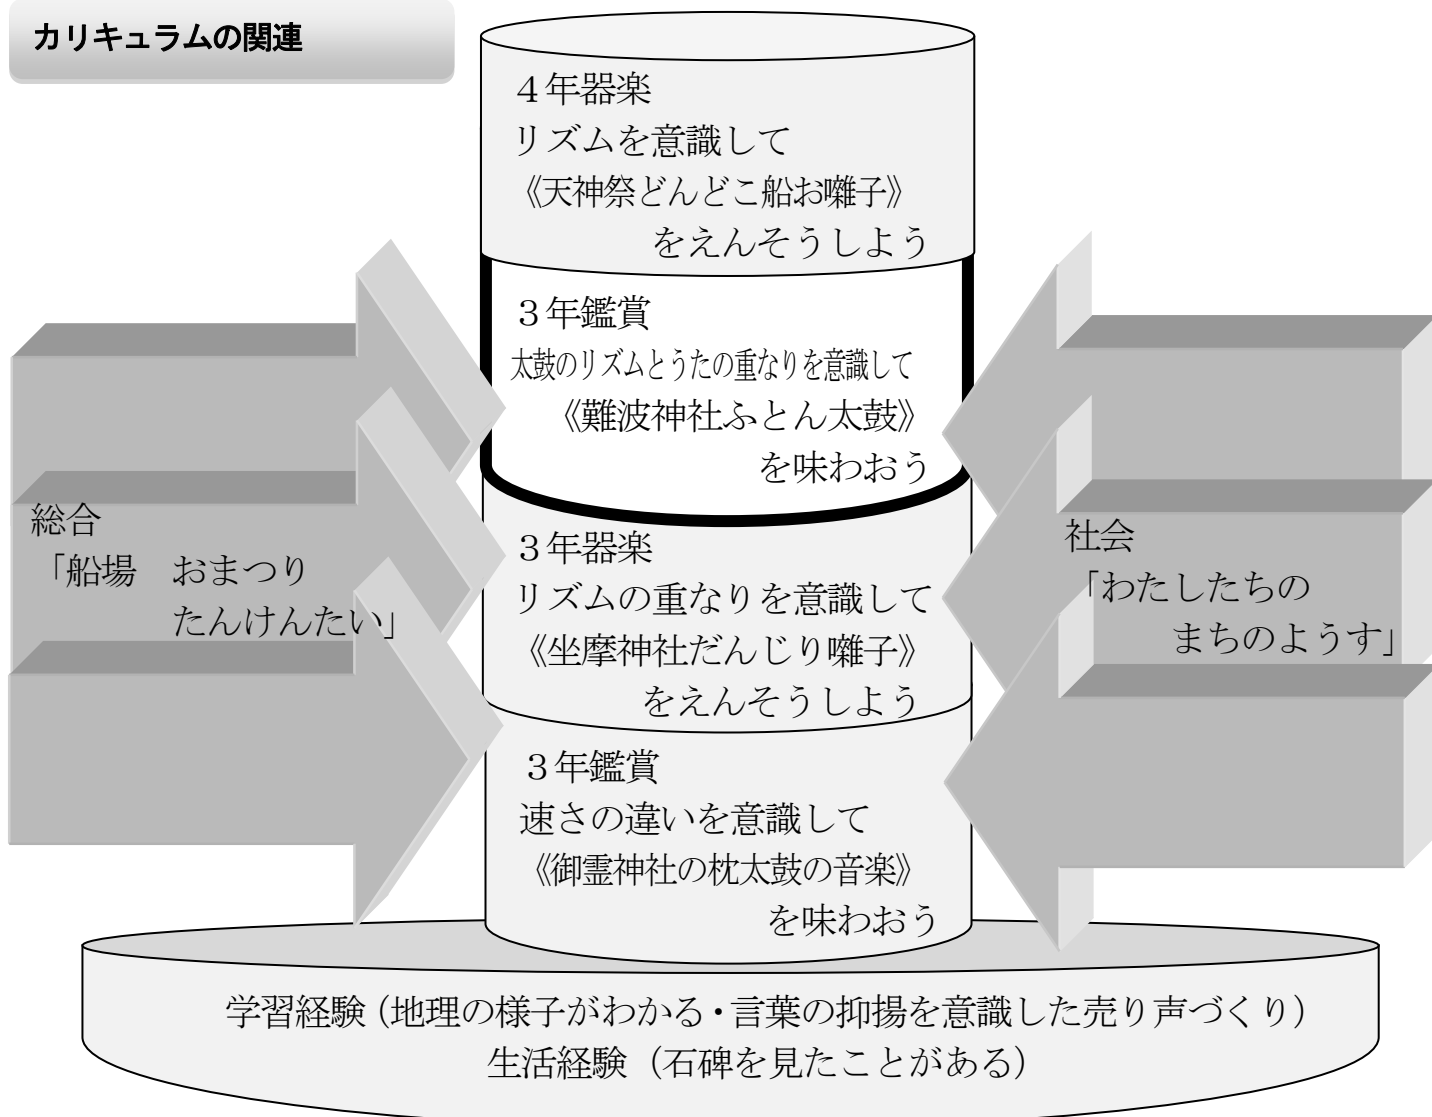 カリキュラムの関連
４年器楽
リズムを意識して
《天神祭どんどこ船お囃子》
をえんそうしよう
３年鑑賞
太鼓のリズムとうたの重なりを意識して
《難波神社ふとん太鼓》
を味わおう
３年器楽
リズムの重なりを意識して
《坐摩神社だんじり囃子》
をえんそうしよう
３年鑑賞
速さの違いを意識して
《御霊神社の枕太鼓の音楽》
を味わおう
総合
「船場　おまつり
たんけんたい」
社会
「わたしたちの
まちのようす」
学習経験（地理の様子がわかる・言葉の抑揚を意識した売り声づくり）
生活経験（石碑を見たことがある）